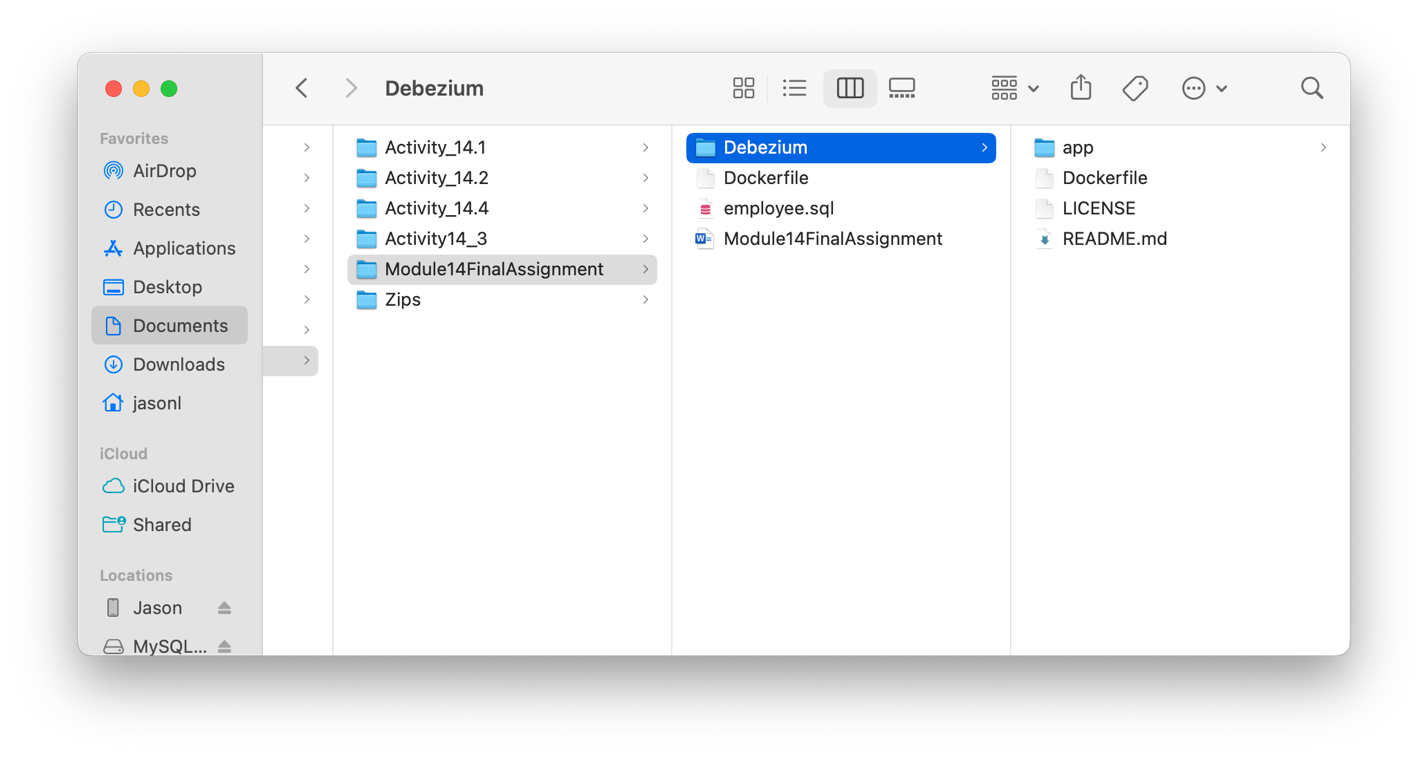 Debezium
Favorites
AirDrop
Recents
Applications
Desktop
Documents
Downloads
jasonl
iCloud
iCloud Drive
Shared
Locations
Jason
MySQL...
Activity_14.1
Activity_14.2
Activity_14.4
Activity14_3
Module14FinalAssignment
Zips
Debezium
Dockerfile
employee.sql
Module14FinalAssignment
app
Dockerfile
LICENSE
README.md